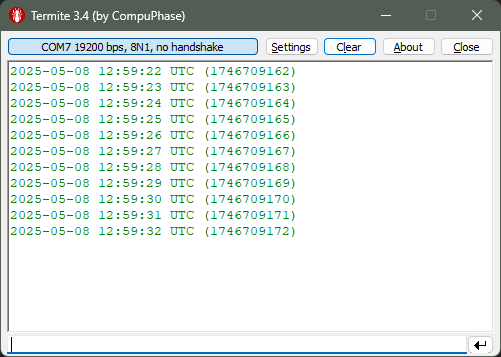 Termite 3.4 (by CompuPhase)
COM7 19200 bps, 8N1, no handshake Settings Clear About Close
2025-05-08 12:59:22 UTC (1746709162)
2025-05-08 12:59:23 UTC (1746709163)
2025-05-08 12:59:24 UTC (1746709164)
2025-05-08 12:59:25 UTC (1746709165)
2025-05-08 12:59:26 UTC (1746709166)
2025-05-08 12:59:27 UTC (1746709167)
2025-05-08 12:59:28 UTC (1746709168)
2025-05-08 12:59:29 UTC (1746709169)
2025-05-08 12:59:30 UTC (1746709170)
2025-05-08 12:59:31 UTC (1746709171)
2025-05-08 12:59:32 UTC (1746709172)